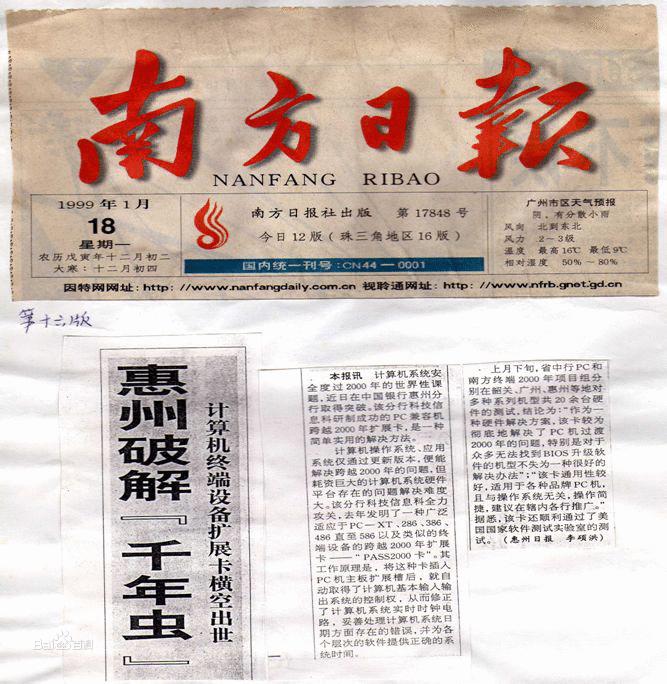 南方日报
NANFANG RIBAO
1999年1月
18
星期一
农历戊寅年十二月初二
大寒:十二月初四
南方日报社出版 第17848号
今日12版(珠三角地区16版)
国内统一刊号:CN44—0001
广州市区天气预报
阴,有分散小雨
风向 北到东北
风力 2～3级
温度 最高16℃ 最低9℃
相对湿度 50%～80%
因特网网址:http://www.nanfangdaily.com.cn 视聆通网址:http://www.nfrb.gnet.gd.cn
第十六版
惠州破解『千年虫』
计算机终端设备扩展卡横空出世
本报讯 计算机系统安
全度过2000年的世界性课
题,近日在中国银行惠州分
行取得突破。该分行科技信
息科研制成功的PC兼容机
跨越2000年扩展卡,是一种
简单实用的解决方法。
计算机操作系统、应用
系统仅通过更新版本,便能
解决跨越2000年的问题,但
耗资巨大的计算机系统硬件
平台存在的问题解决难度
大。该分行科技信息科全力
攻关,去年发明了一种广泛
适应于PC—XT、286、386、
486直至586以及类似的终
端设备的跨越2000年扩展
卡———“PASS2000卡”。其
工作原理是,将这种卡插入
PC机主板扩展槽后,就自
动取得了计算机基本输入输
出系统的控制权,从而修正
了计算机系统实时时钟电
路,妥善处理计算机系统日
期方面存在的错误,并为各
个层次的软件提供正确的系
统时间。
上月下旬,省中行PC和
南方终端2000年项目组分
别在韶关、广州、惠州等地对
多种系列机型共20余台硬
件的测试,结论为:“作为一
种硬件解决方案,该卡较为
彻底地解决了PC机过渡
2000年的问题,特别是对于
众多无法找到BIOS升级软
件的机型不失为一种很好的
解决办法”;“该卡通用性较
好,适用于各种品牌PC机,
且与操作系统无关,操作简
捷,建议在辖内各行推广。”
据悉,该卡还顺利通过了美
国国家软件测试实验室的测
试。(惠州日报 李硕洪)
Baidu百科